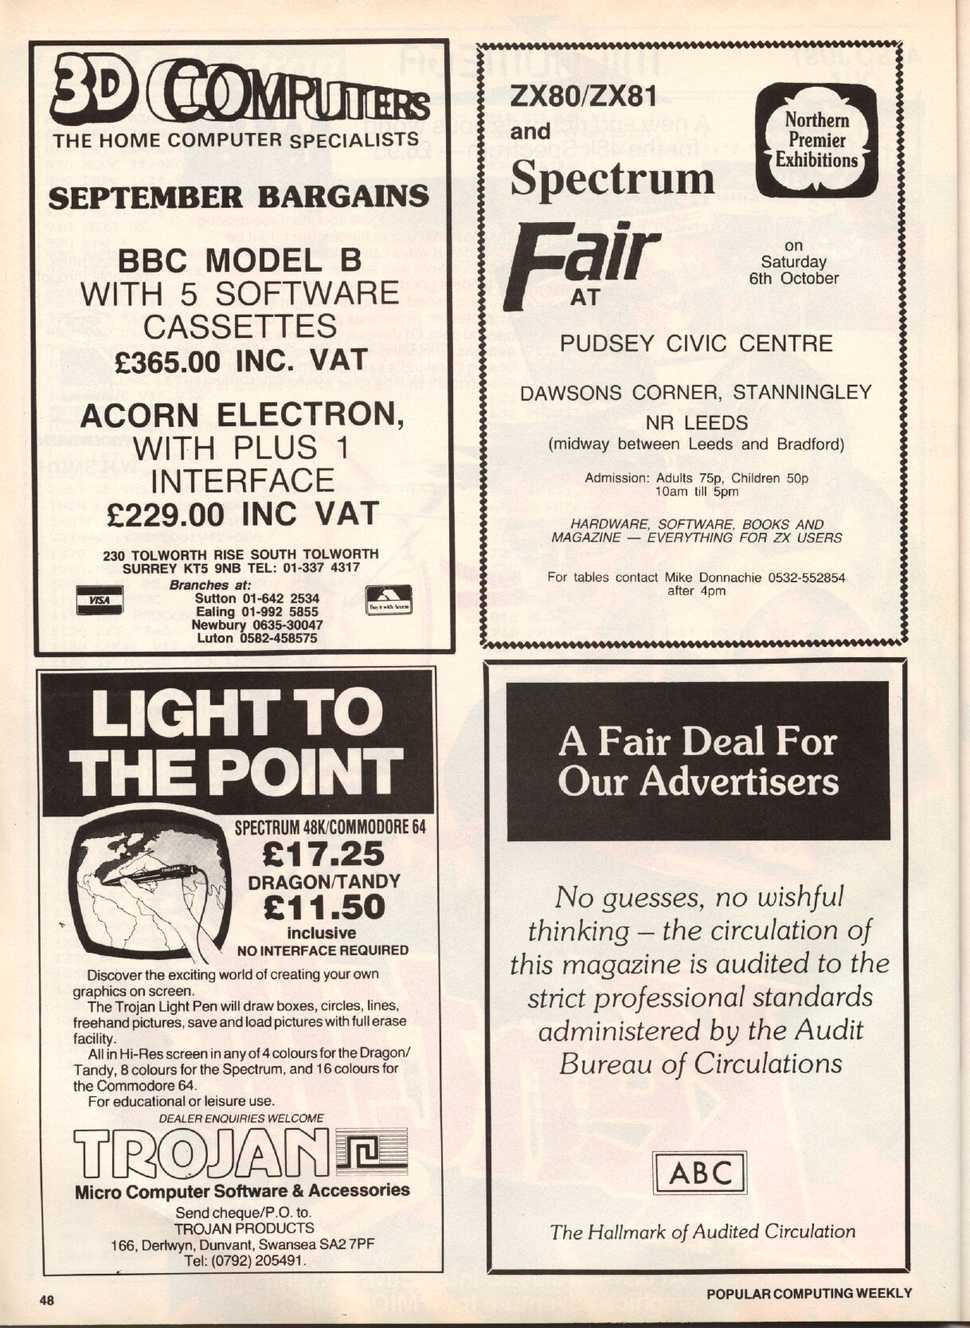 3D COMPUTERS
THE HOME COMPUTER SPECIALISTS
SEPTEMBER BARGAINS
BBC MODEL B
WITH 5 SOFTWARE
CASSETTES
£365.00 INC. VAT
ACORN ELECTRON,
WITH PLUS 1
INTERFACE
£229.00 INC VAT
230 TOLWORTH RISE SOUTH TOLWORTH
SURREY KT5 9NB TEL: 01-337 4317
Branches at:
Sutton 01-642 2534
Ealing 01-992 5855
Newbury 0635-30047
Luton 0582-458575
VISA
ZX80/ZX81
and
Spectrum
Fair
AT
Northern
Premier
Exhibitions
on
Saturday
6th October
PUDSEY CIVIC CENTRE
DAWSONS CORNER, STANNINGLEY
NR LEEDS
(midway between Leeds and Bradford)
Admission: Adults 75p, Children 50p
10am till 5pm
HARDWARE, SOFTWARE, BOOKS AND
MAGAZINE — EVERYTHING FOR ZX USERS
For tables contact Mike Donnachie 0532-552854
after 4pm
LIGHT TO
THE POINT
SPECTRUM 48K/COMMODORE 64
£17.25
DRAGON/TANDY
£11.50
inclusive
NO INTERFACE REQUIRED
TROJAN
Discover the exciting world of creating your own
graphics on screen.
The Trojan Light Pen will draw boxes, circles, lines,
freehand pictures, save and load pictures with full erase
facility.
All in Hi-Res screen in any of 4 colours for the Dragon/
Tandy, 8 colours for the Spectrum, and 16 colours for
the Commodore 64.
For educational or leisure use.
DEALER ENQUIRIES WELCOME
TROJAN
Micro Computer Software & Accessories
Send cheque/P.O. to.
TROJAN PRODUCTS
166, Derlwyn, Dunvant, Swansea SA2 7PF
Tel: (0792) 205491.
A Fair Deal For
Our Advertisers
No guesses, no wishful
thinking – the circulation of
this magazine is audited to the
strict professional standards
administered by the Audit
Bureau of Circulations
ABC
The Hallmark of Audited Circulation
48
POPULAR COMPUTING WEEKLY